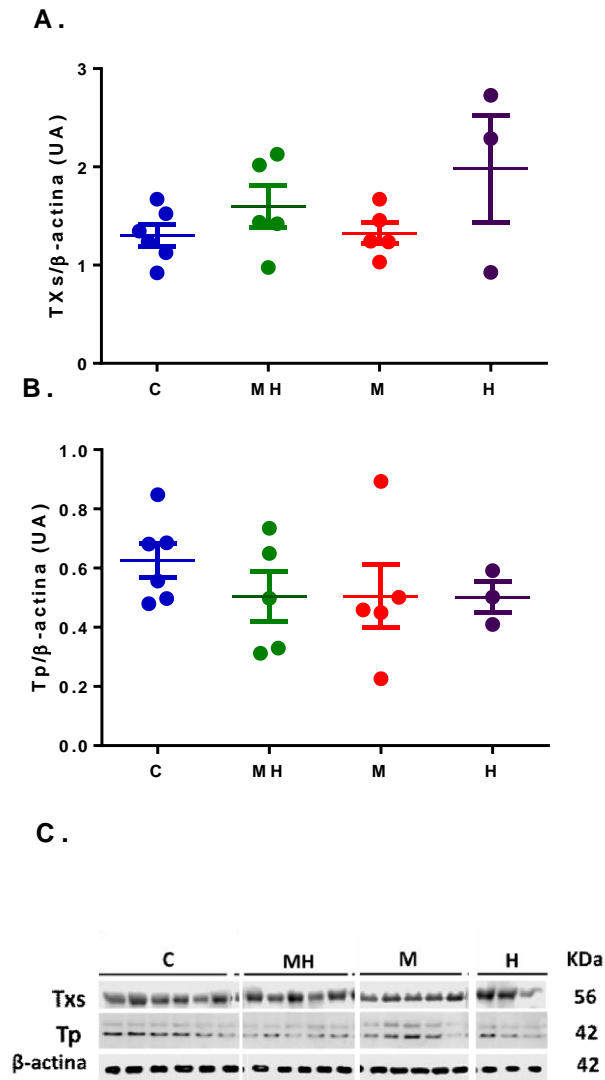 A.
3
2
1
0
TXs/β-actina (UA)
C MH M H
B.
1.0
0.8
0.6
0.4
0.2
0.0
Tp/β-actina (UA)
C MH M H
C.
C MH M H KDa
Txs 56
Tp 42
β-actina 42